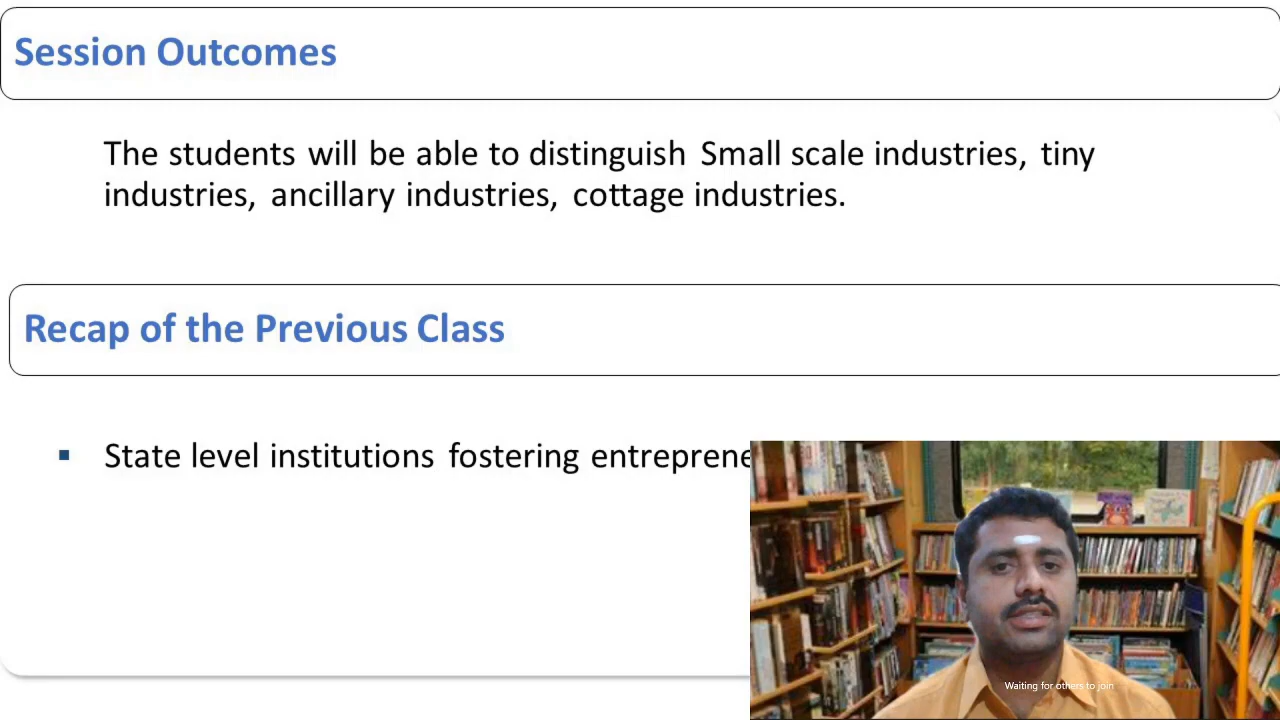 Session Outcomes
The students will be able to distinguish Small scale industries, tiny
industries, ancillary industries, cottage industries.
Recap of the Previous Class
▪ State level institutions fostering entreprene
Waiting for others to join